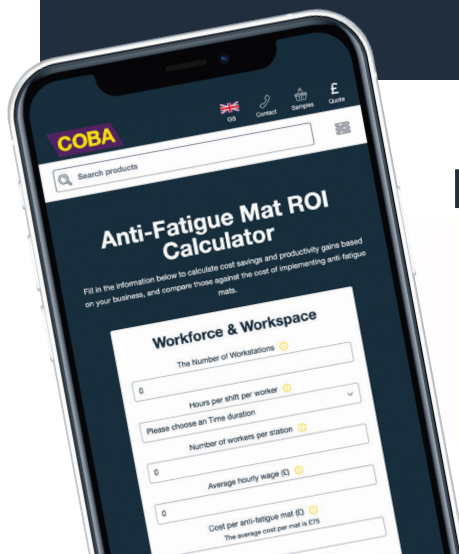 COBA
GB
Contact
Samples
£
Quote
Search products
Anti-Fatigue Mat ROI
Calculator
Fill in the information below to calculate cost savings and productivity gains based
on your business, and compare those against the cost of implementing anti-fatigue
mats.
Workforce & Workspace
The Number of Workstations
0
Hours per shift per worker
Please choose an Time duration
Number of workers per station
0
Average hourly wage (£)
0
Cost per anti-fatigue mat (£)
The average cost per mat is £75